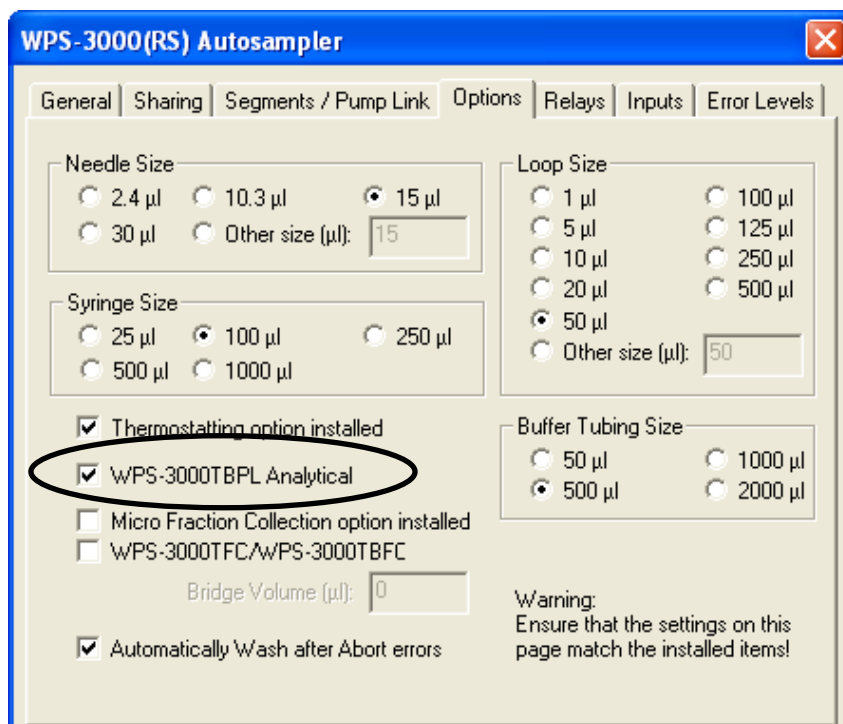 WPS-3000(RS) Autosampler
General Sharing Segments / Pump Link Options Relays Inputs Error Levels
Needle Size
2.4 µl 10.3 µl 15 µl
30 µl Other size (µl): 15
Syringe Size
25 µl 100 µl 250 µl
500 µl 1000 µl
Thermostatting option installed
WPS-3000TBPL Analytical
Micro Fraction Collection option installed
WPS-3000TFC/WPS-3000TBFC
Bridge Volume (µl): 0
Automatically Wash after Abort errors
Loop Size
1 µl 100 µl
5 µl 125 µl
10 µl 250 µl
20 µl 500 µl
50 µl
Other size (µl): 50
Buffer Tubing Size
50 µl 1000 µl
500 µl 2000 µl
Warning:
Ensure that the settings on this
page match the installed items!